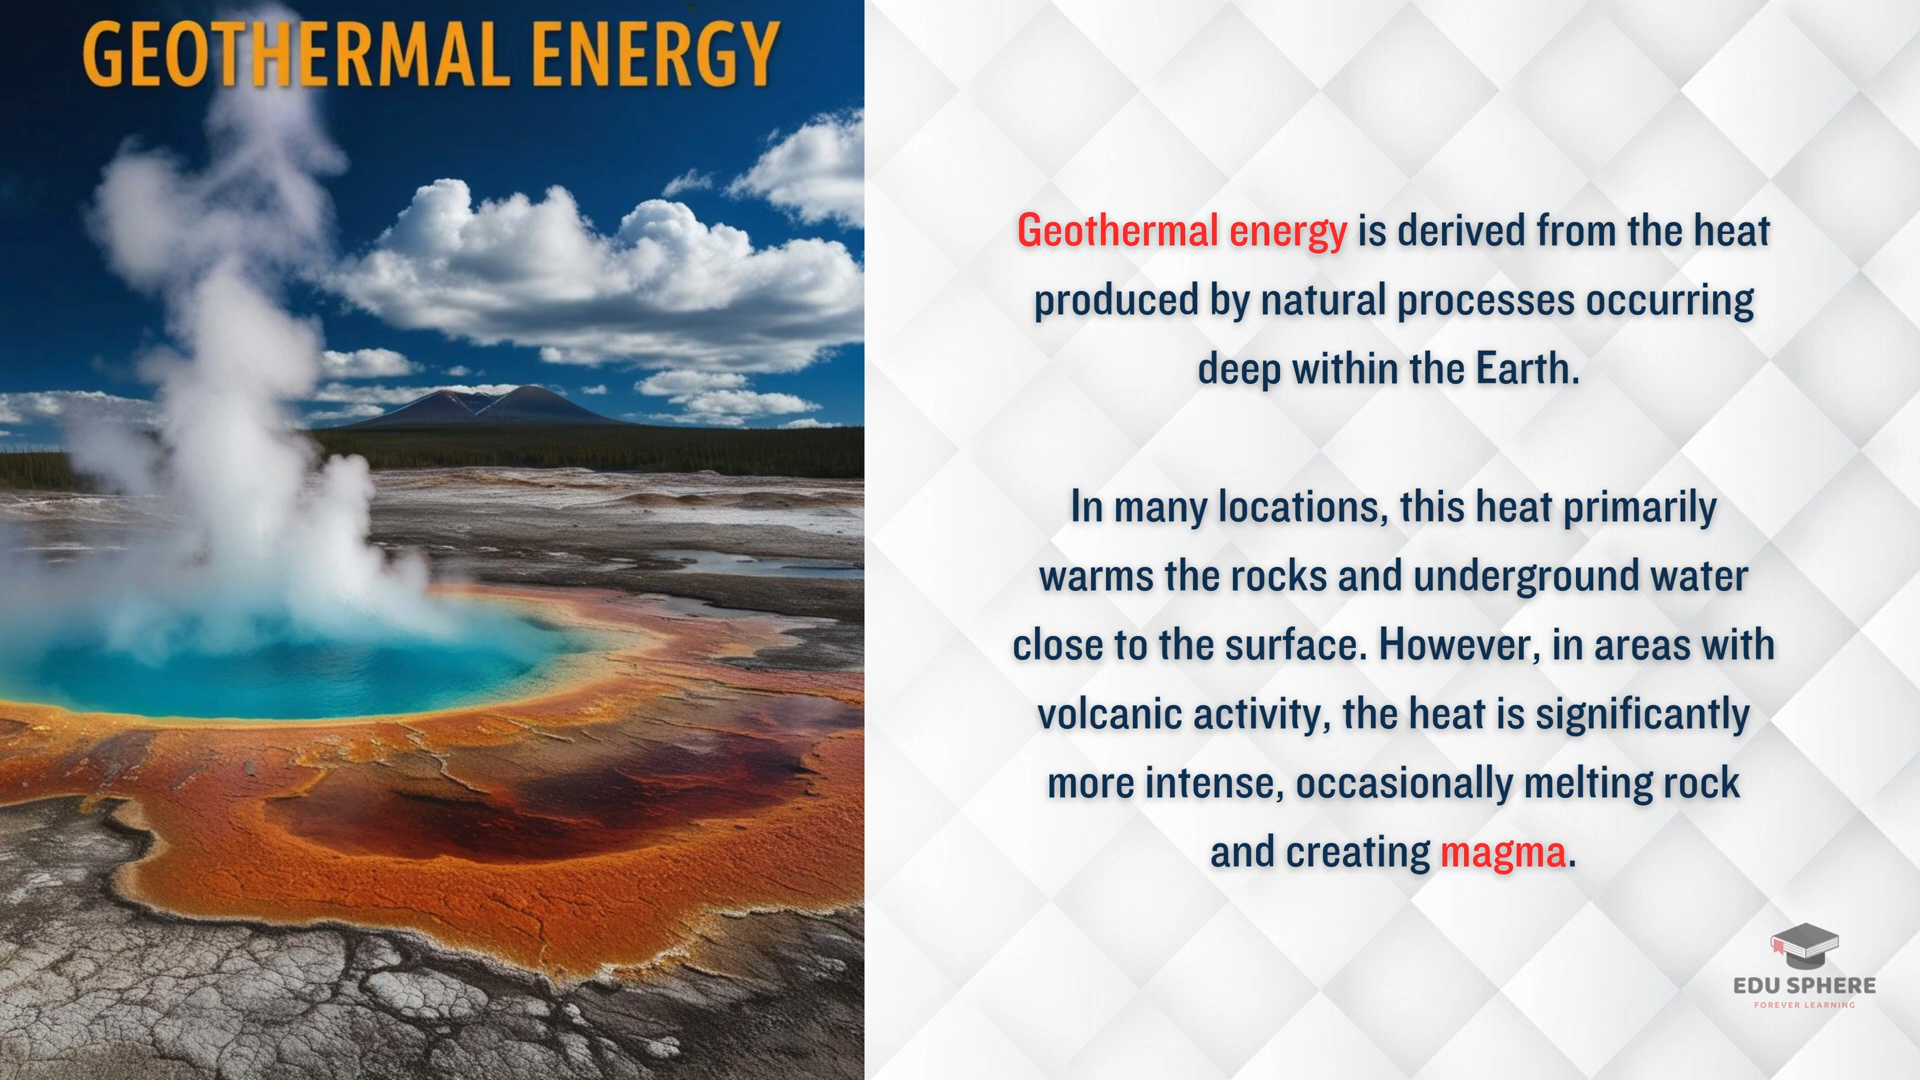 GEOTHERMAL ENERGY
Geothermal energy is derived from the heat
produced by natural processes occurring
deep within the Earth.
In many locations, this heat primarily
warms the rocks and underground water
close to the surface. However, in areas with
volcanic activity, the heat is significantly
more intense, occasionally melting rock
and creating magma.
EDU SPHERE
FOREVER LEARNING